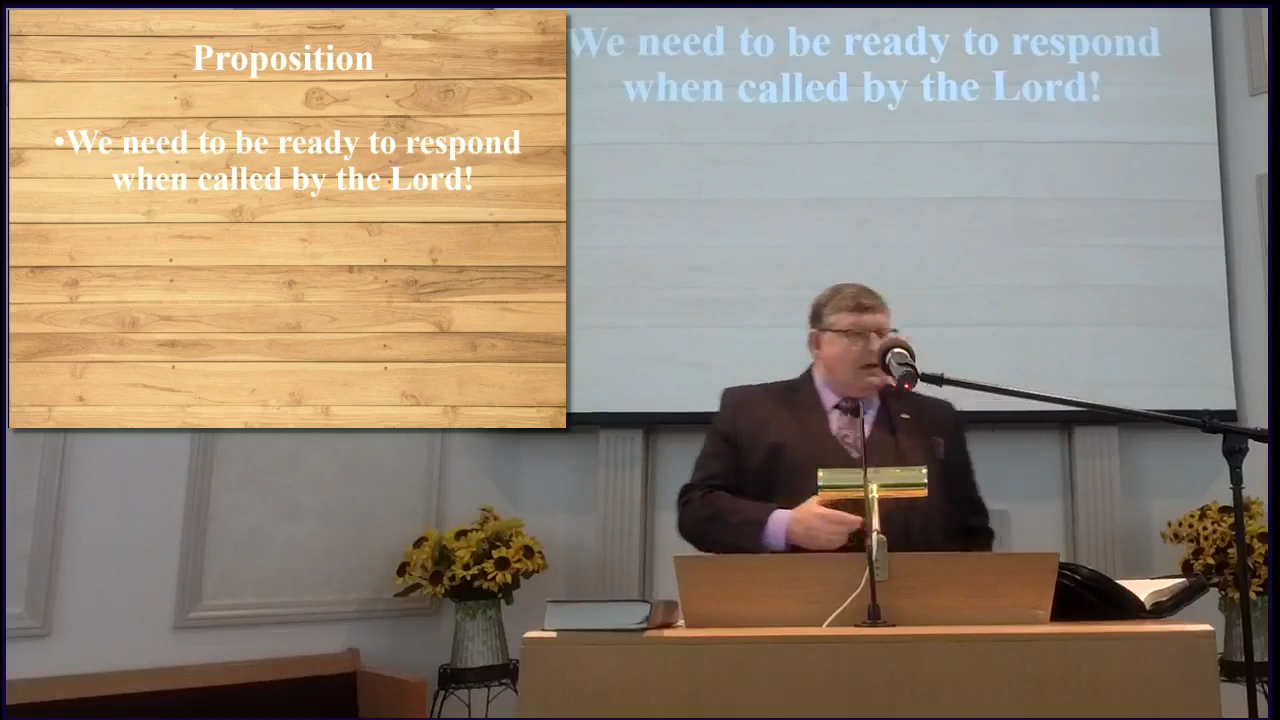 Proposition
•We need to be ready to respond
when called by the Lord!
We need to be ready to respond
when called by the Lord!